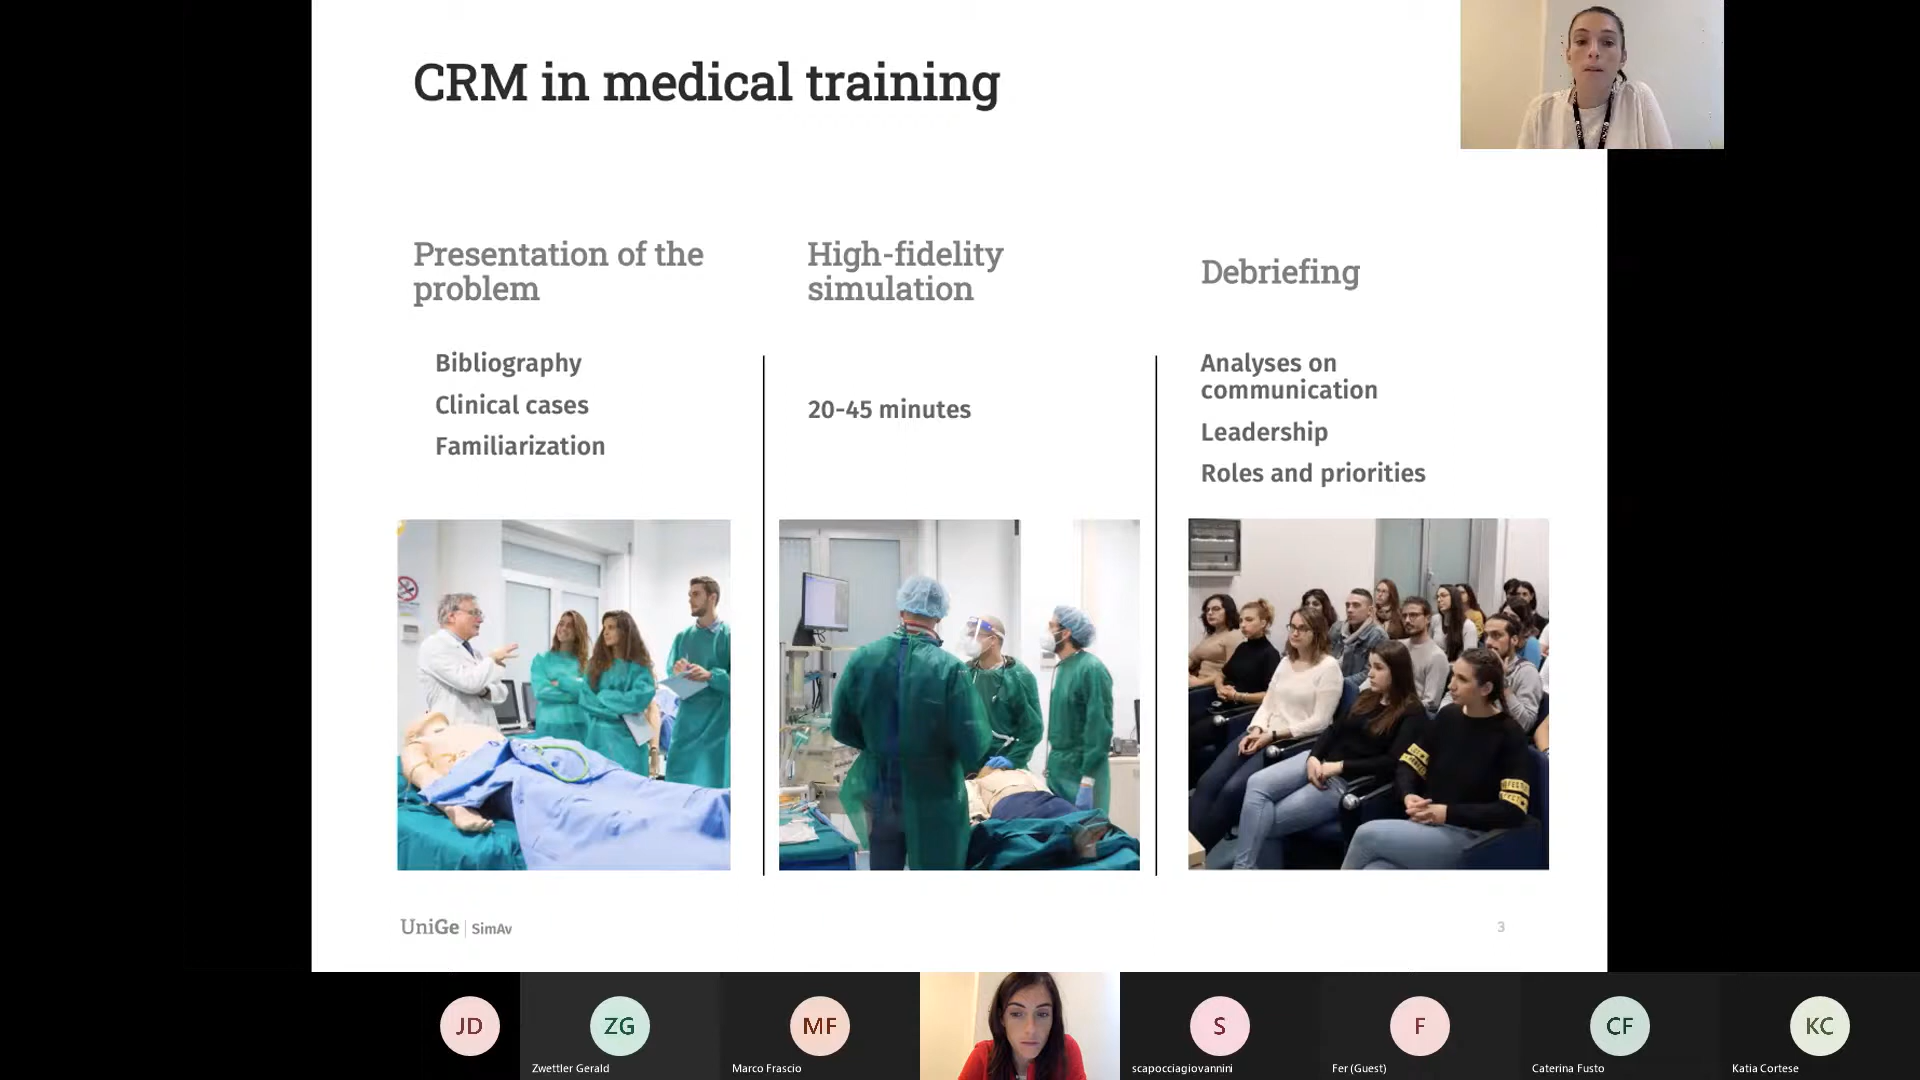 CRM in medical training
Presentation of the
problem
Bibliography
Clinical cases
Familiarization
High-fidelity
simulation
20-45 minutes
Debriefing
Analyses on
communication
Leadership
Roles and priorities
UniGe | SimAv
3
JD
ZG
Zwettler Gerald
MF
Marco Frascio
S
scapocciagiovannini
F
Fer (Guest)
CF
Caterina Fusto
KC
Katia Cortese